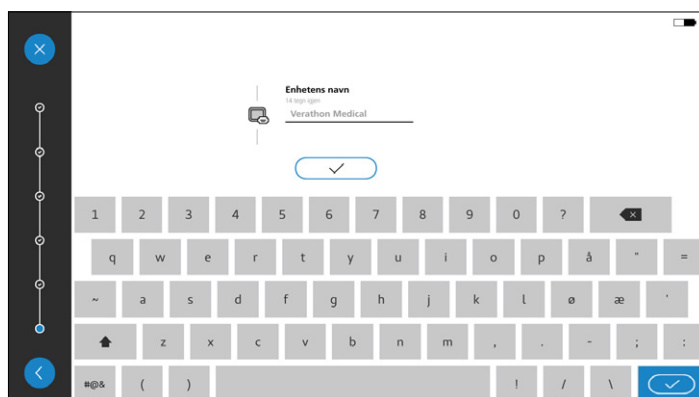 Enhetens navn
14 tegn igjen
Verathon Medical
1 2 3 4 5 6 7 8 9 0 ?
q w e r t y u i o p å " =
~ a s d f g h j k l ø æ '
z x c v b n m , . - ; :
#@& ( ) ! / \